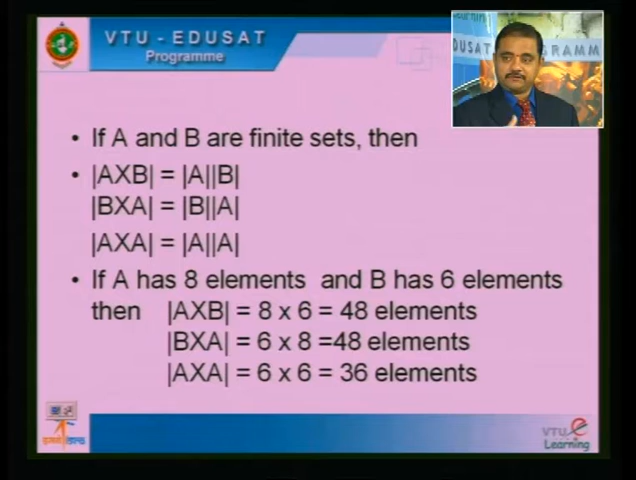 VTU - EDUSAT
Programme
DUSAT
GRAMM
• If A and B are finite sets, then
• |AXB| = |A||B|
|BXA| = |B||A|
|AXA| = |A||A|
• If A has 8 elements and B has 6 elements
then |AXB| = 8 x 6 = 48 elements
|BXA| = 6 x 8 =48 elements
|AXA| = 6 x 6 = 36 elements
VTU e
Learning